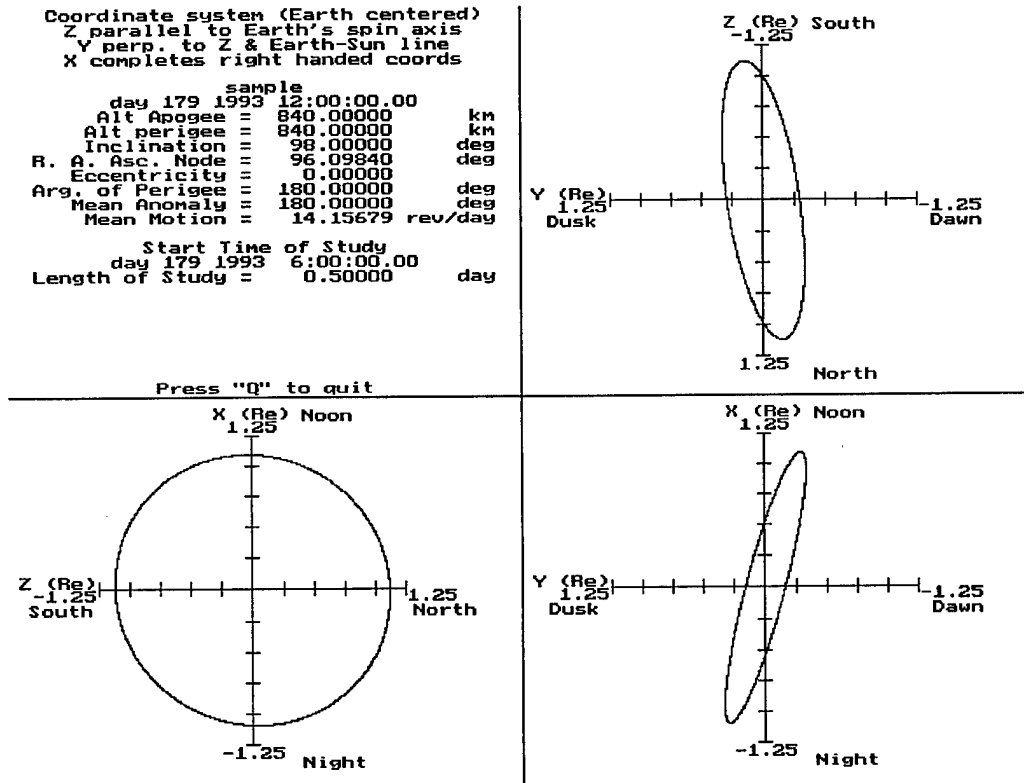 Coordinate system (Earth centered)
Z parallel to Earth's spin axis
Y perp. to Z & Earth-Sun line
X completes right handed coords
sample
day 179 1993 12:00:00.00
Alt Apogee = 840.00000 km
Alt perigee = 840.00000 km
Inclination = 98.00000 deg
R. A. Asc. Node = 96.09840 deg
Eccentricity = 0.00000
Arg. of Perigee = 180.00000 deg
Mean Anomaly = 180.00000 deg
Mean Motion = 14.15679 rev/day
Start Time of Study
day 179 1993 6:00:00.00
Length of Study = 0.50000 day
Press "Q" to quit
Z (Re) South
-1.25
Y (Re)
1.25
Dusk
-1.25
Dawn
1.25
North
X (Re) Noon
1.25
Z (Re)
-1.25
South
1.25
North
-1.25
Night
X (Re) Noon
1.25
Y (Re)
1.25
Dusk
-1.25
Dawn
-1.25
Night